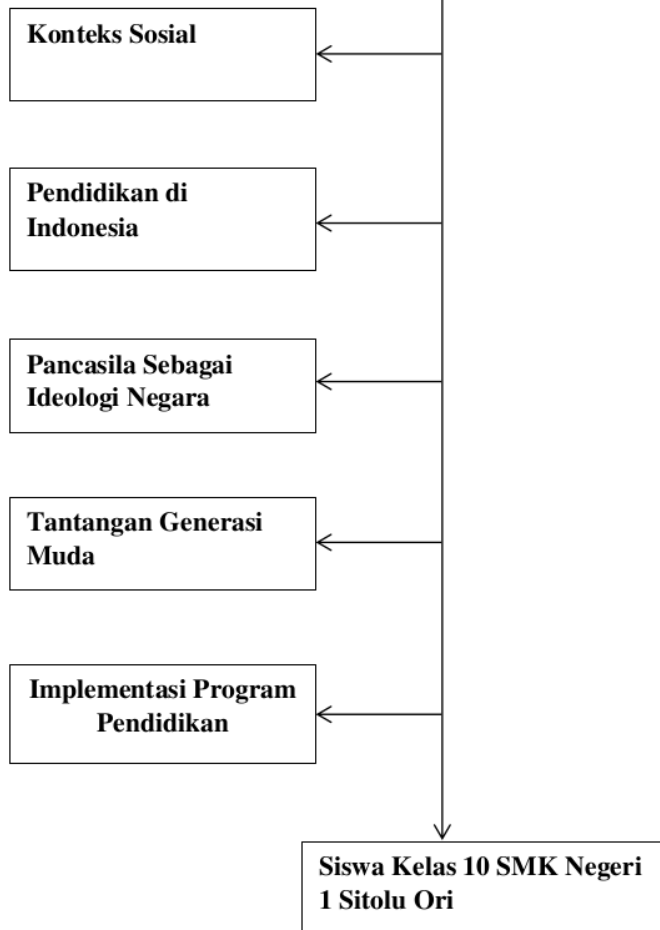 Konteks Sosial
Pendidikan di
Indonesia
Pancasila Sebagai
Ideologi Negara
Tantangan Generasi
Muda
Implementasi Program
Pendidikan
Siswa Kelas 10 SMK Negeri
1 Sitolu Ori